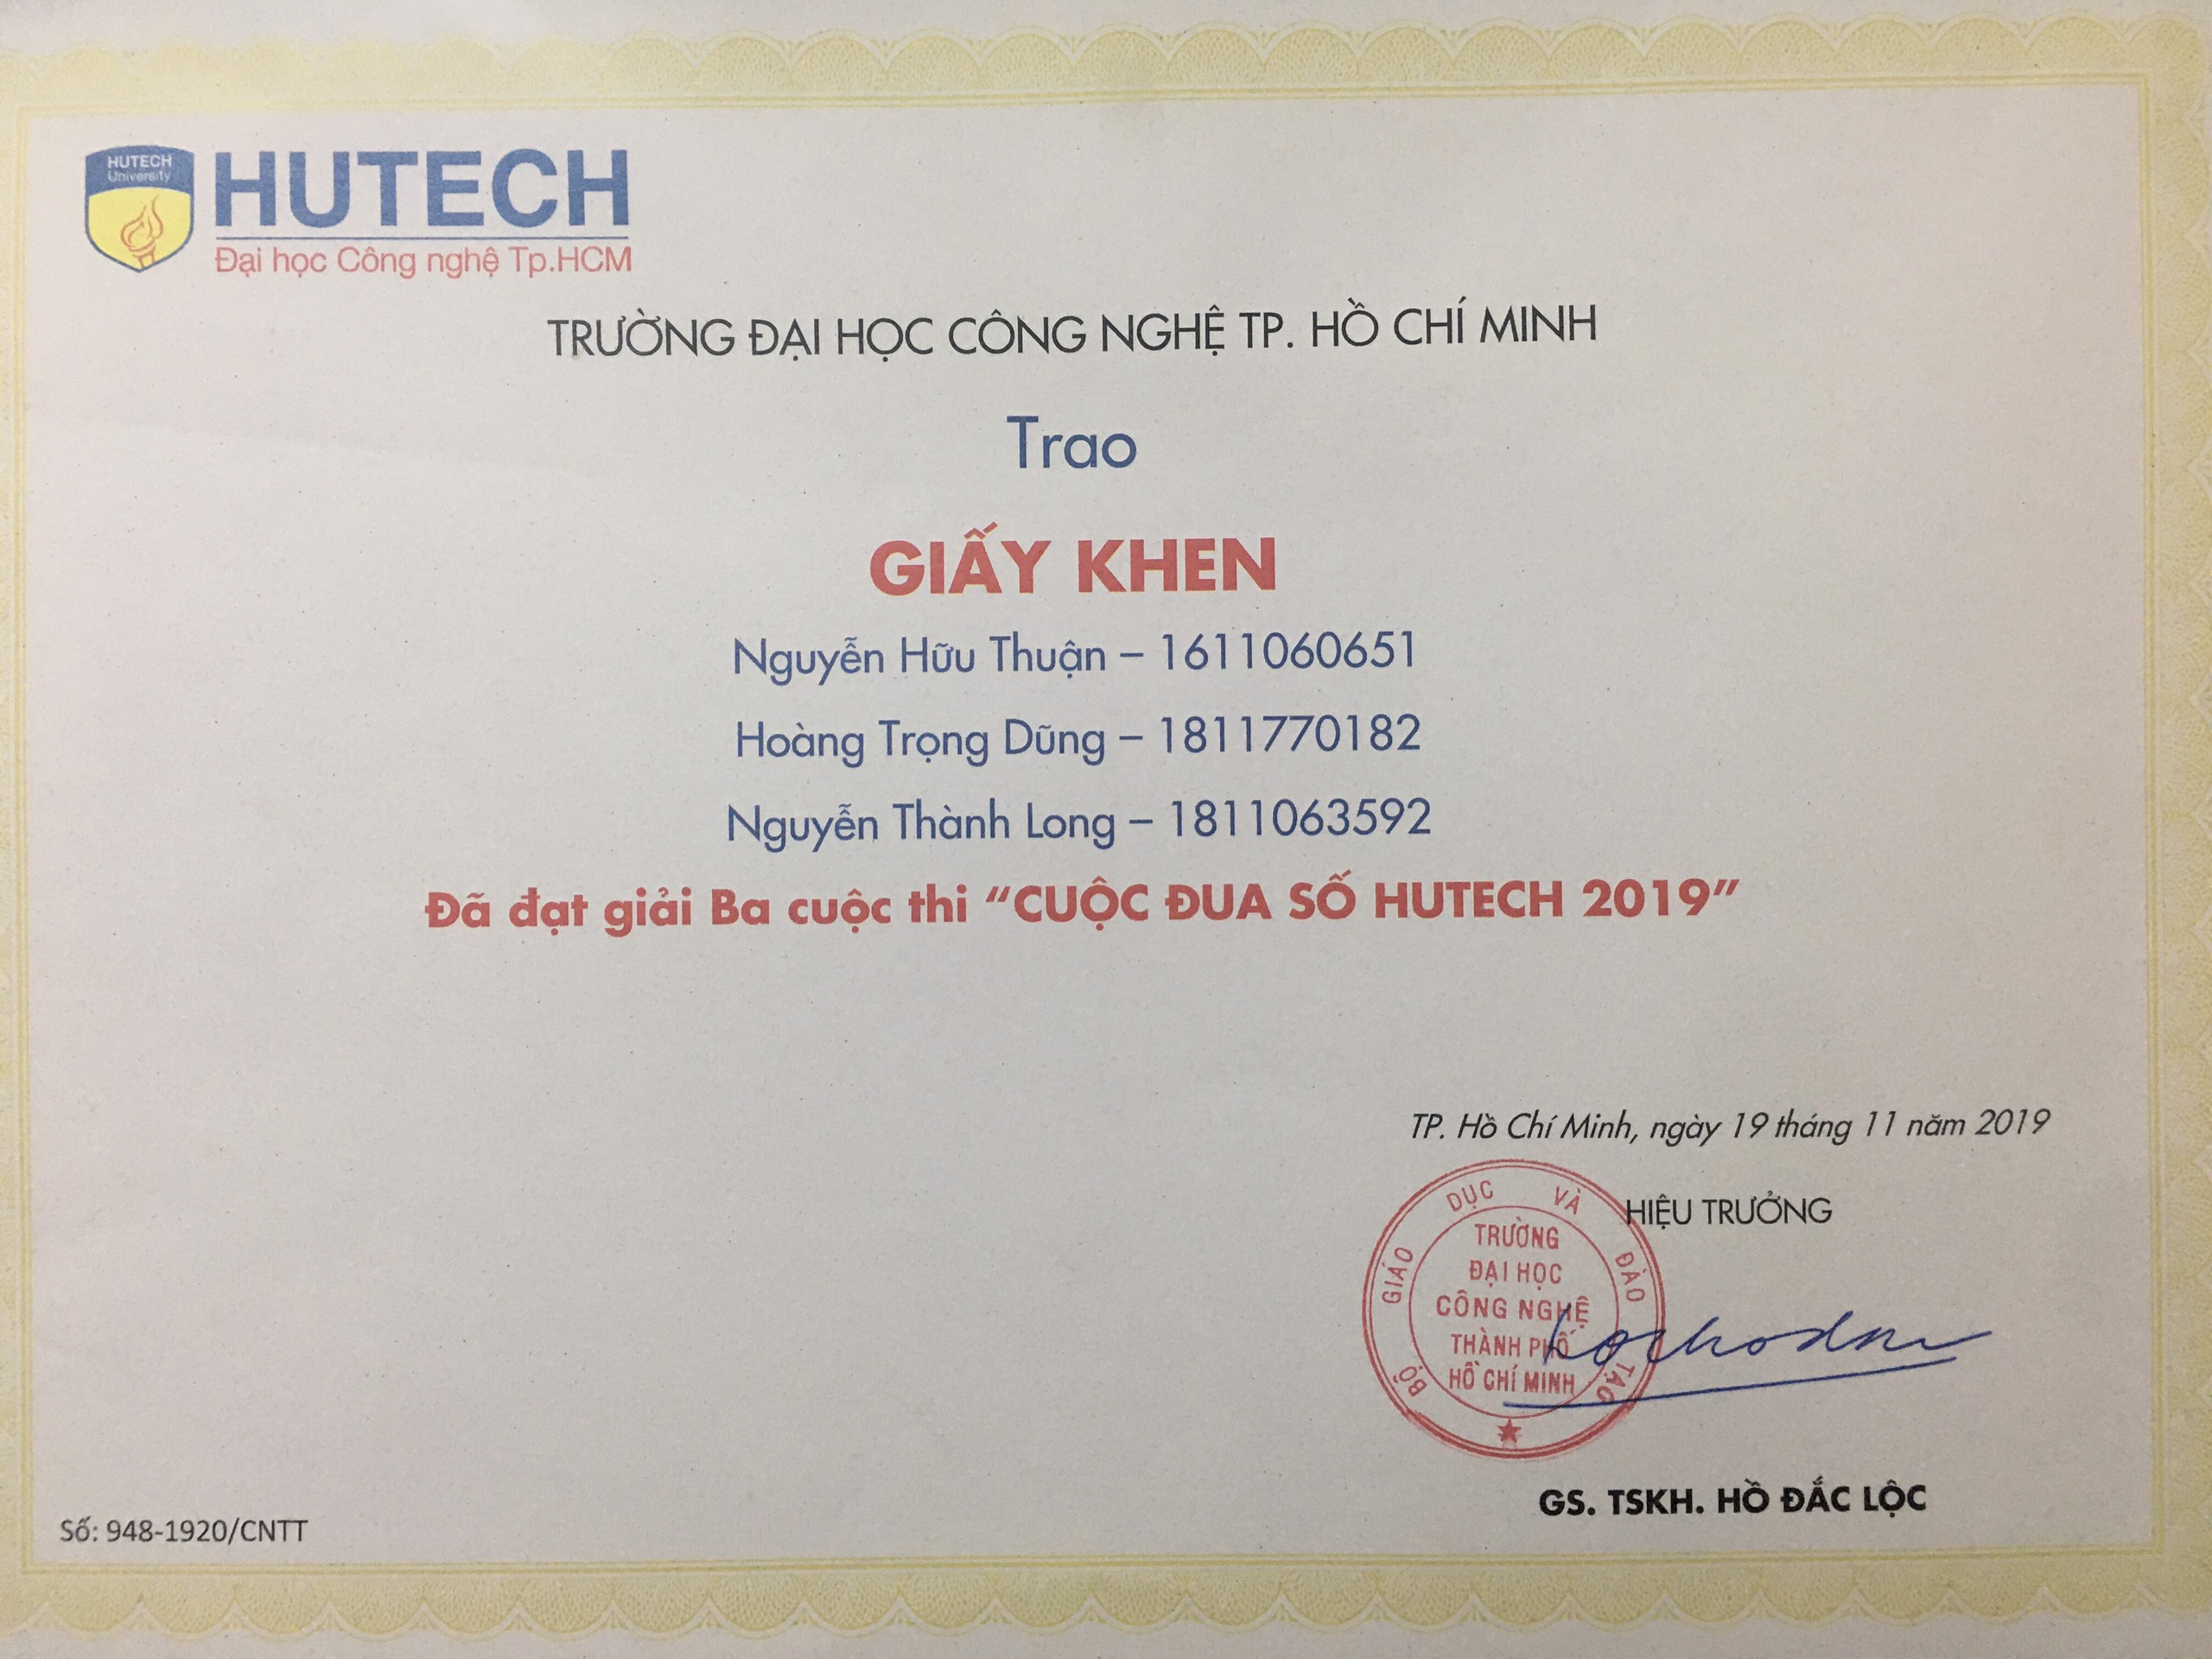 HUTECH
University
HUTECH
Đại học Công nghệ Tp.HCM
TRƯỜNG ĐẠI HỌC CÔNG NGHỆ TP. HỒ CHÍ MINH
Trao
GIẤY KHEN
Nguyễn Hữu Thuận – 1611060651
Hoàng Trọng Dũng – 1811770182
Nguyễn Thành Long – 1811063592
Đã đạt giải Ba cuộc thi “CUỘC ĐUA SỐ HUTECH 2019”
TP. Hồ Chí Minh, ngày 19 tháng 11 năm 2019
HIỆU TRƯỞNG
BỘ GIÁO DỤC VÀ ĐÀO TẠO
TRƯỜNG
ĐẠI HỌC
CÔNG NGHỆ
THÀNH PHỐ
HỒ CHÍ MINH
GS. TSKH. HỒ ĐẮC LỘC
Số: 948-1920/CNTT